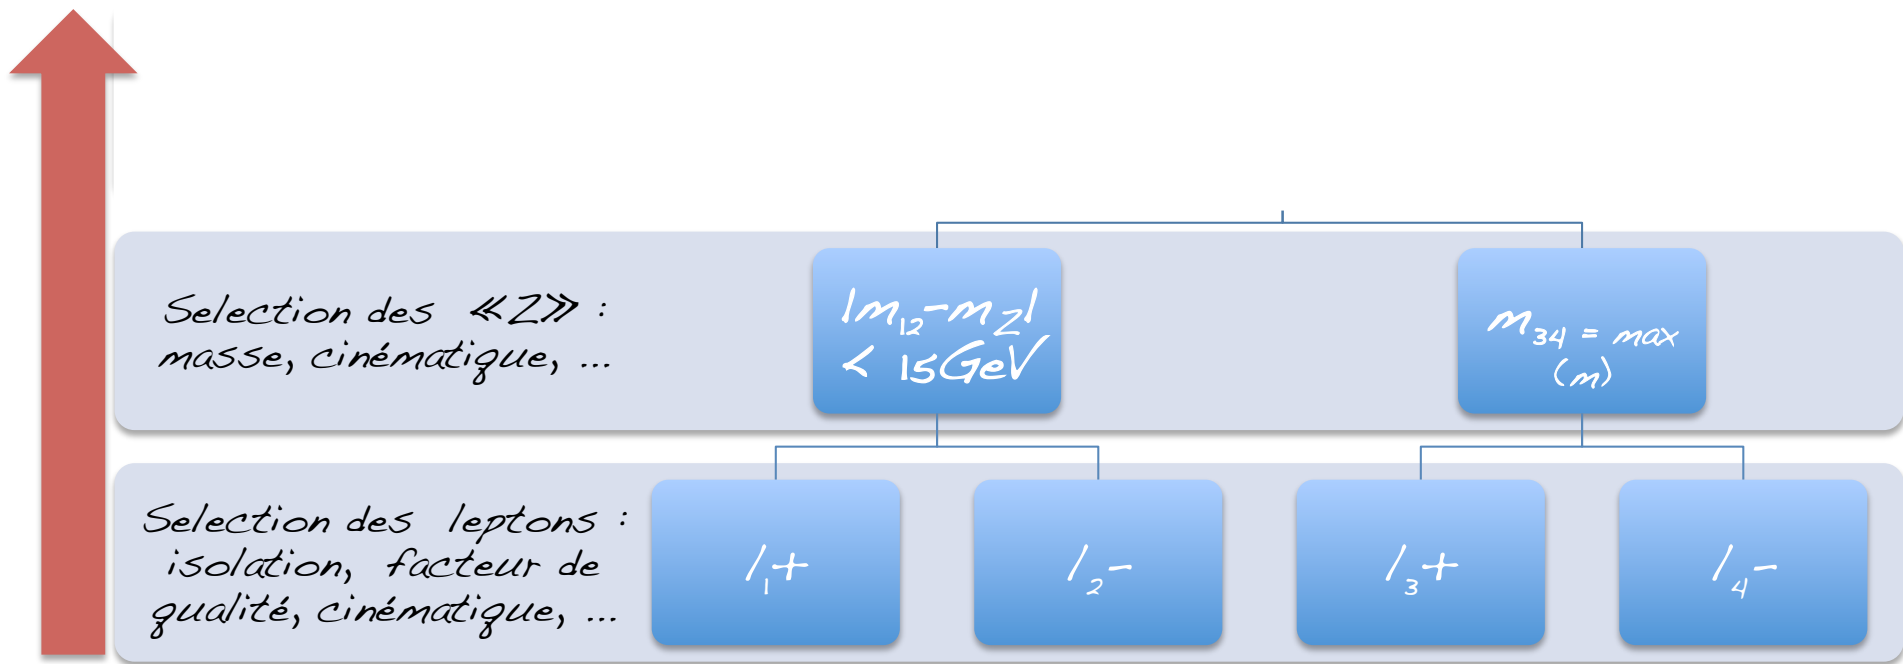 Selection des «Z» :
masse, cinématique, ...
|m12-mZ|
< 15GeV
m34 = max
(m)
Selection des leptons :
isolation, facteur de
qualité, cinématique, ...
l1+
l2-
l3+
l4-